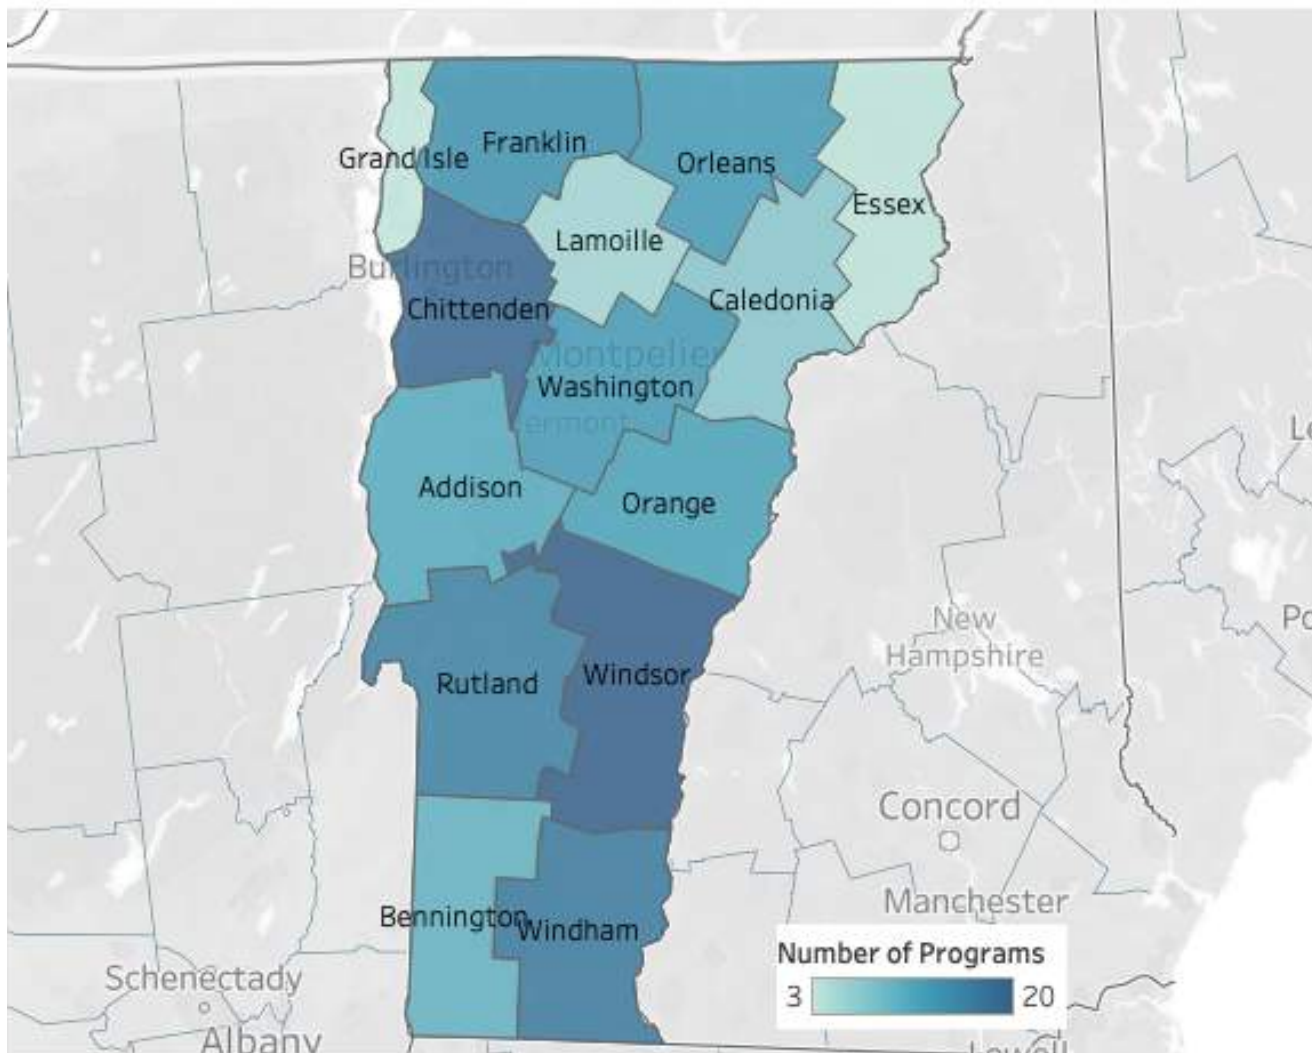 Franklin
Grand Isle
Orleans
Essex
Lamoille
Burlington
Chittenden
Caledonia
Montpelier
Washington
Vermont
Addison
Orange
New
Hampshire
Windsor
Rutland
Concord
Manchester
Bennington
Windham
Number of Programs
3 20
Schenectady
Albany
Lowell